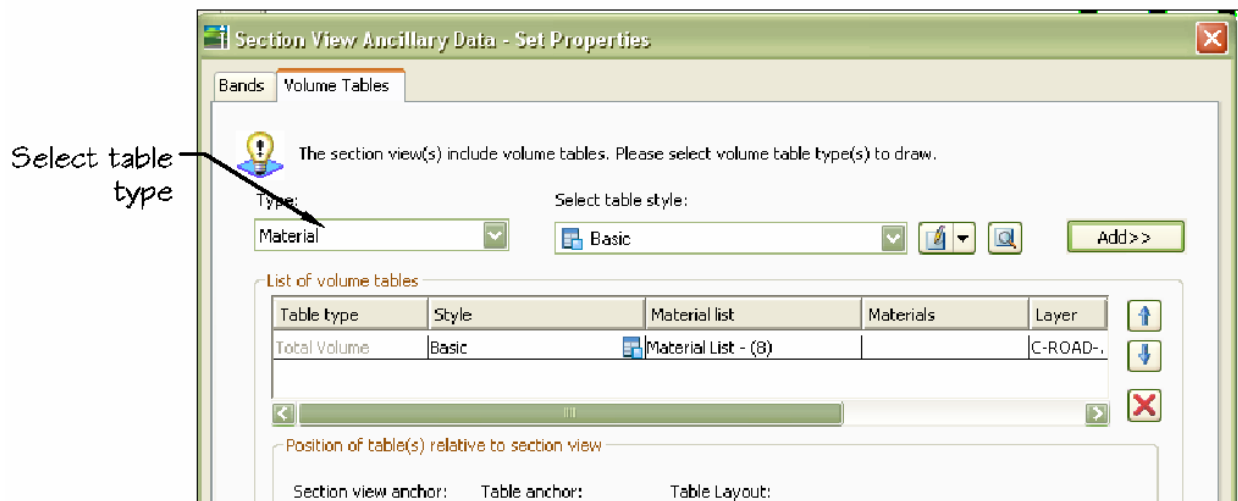 Section View Ancillary Data - Set Properties
Bands Volume Tables
The section view(s) include volume tables. Please select volume table type(s) to draw.
Select table
type
Type: Select table style:
Material Basic Add>>
List of volume tables
Table type Style Material list Materials Layer
Total Volume Basic Material List - (8) C-ROAD-.
Position of table(s) relative to section view
Section view anchor: Table anchor: Table Layout: